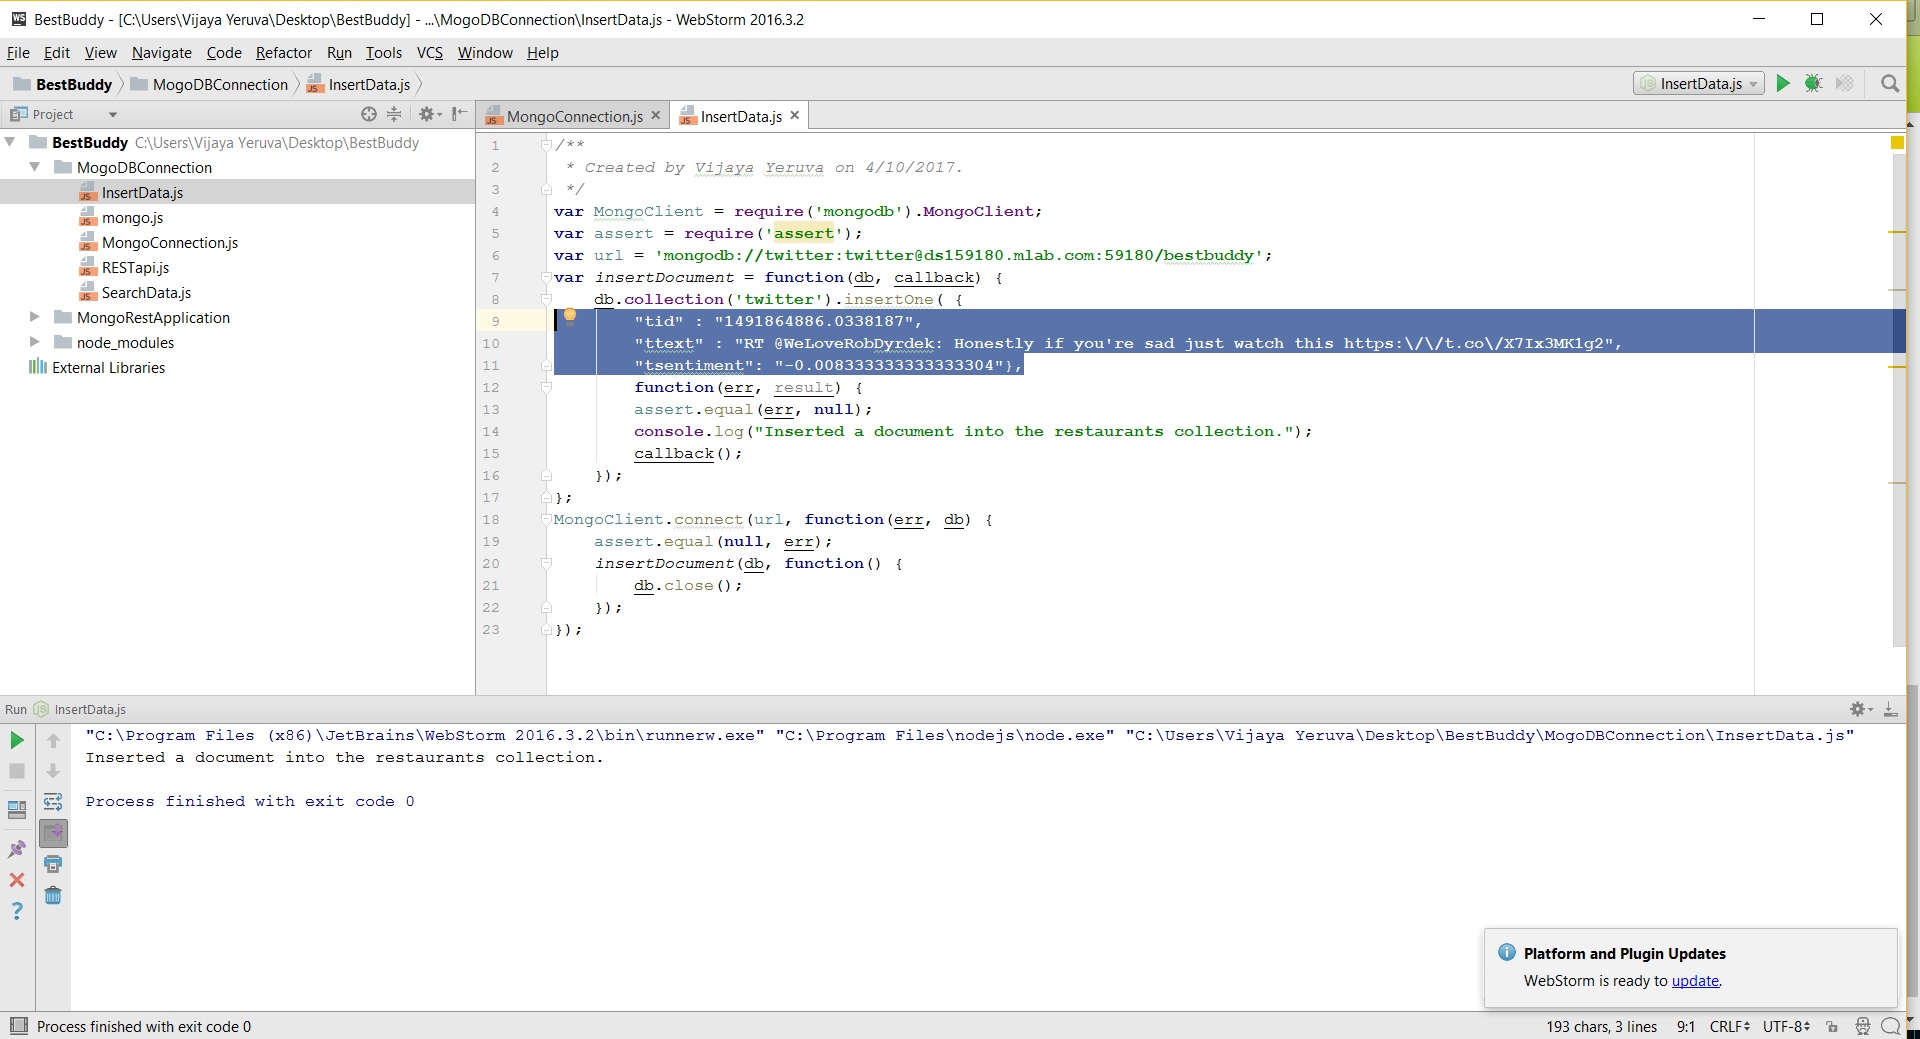 BestBuddy - [C:\Users\Vijaya Yeruva\Desktop\BestBuddy] - ...\MogoDBConnection\InsertData.js - WebStorm 2016.3.2
File Edit View Navigate Code Refactor Run Tools VCS Window Help
BestBuddy MogoDBConnection InsertData.js InsertData.js
Project
MongoConnection.js InsertData.js
BestBuddy C:\Users\Vijaya Yeruva\Desktop\BestBuddy
MogoDBConnection
InsertData.js
mongo.js
MongoConnection.js
RESTapi.js
SearchData.js
MongoRestApplication
node_modules
External Libraries
1 /**
2 * Created by Vijaya Yeruva on 4/10/2017.
3 */
4 var MongoClient = require('mongodb').MongoClient;
5 var assert = require('assert');
6 var url = 'mongodb://twitter:twitter@ds159180.mlab.com:59180/bestbuddy';
7 var insertDocument = function(db, callback) {
8 db.collection('twitter').insertOne( {
9 "tid" : "1491864886.0338187",
10 "ttext" : "RT @WeLoveRobDyrdek: Honestly if you're sad just watch this https:\/\/t.co\/X7Ix3MK1g2",
11 "tsentiment": "-0.008333333333333304"},
12 function(err, result) {
13 assert.equal(err, null);
14 console.log("Inserted a document into the restaurants collection.");
15 callback();
16 });
17 };
18 MongoClient.connect(url, function(err, db) {
19 assert.equal(null, err);
20 insertDocument(db, function() {
21 db.close();
22 });
23 });
Run InsertData.js
"C:\Program Files (x86)\JetBrains\WebStorm 2016.3.2\bin\runnerw.exe" "C:\Program Files\nodejs\node.exe" "C:\Users\Vijaya Yeruva\Desktop\BestBuddy\MogoDBConnection\InsertData.js"
Inserted a document into the restaurants collection.
Process finished with exit code 0
Platform and Plugin Updates
WebStorm is ready to update.
Process finished with exit code 0 193 chars, 3 lines 9:1 CRLF UTF-8